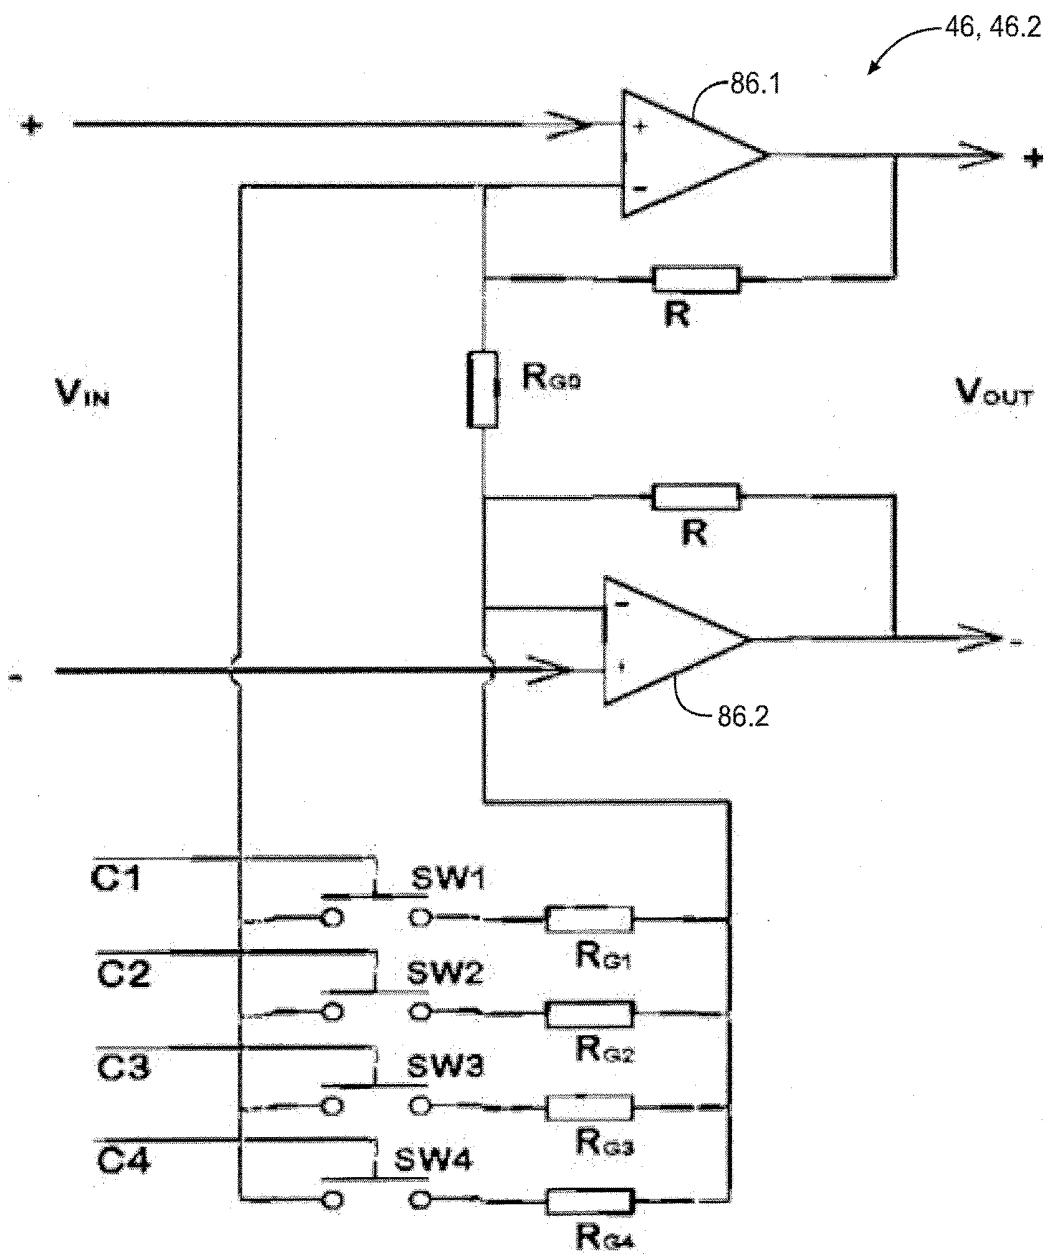 46, 46.2
86.1
+
+
+
-
R
RG0
VIN
VOUT
R
-
-
+
-
86.2
C1
SW1
RG1
C2
SW2
RG2
C3
SW3
RG3
C4
SW4
RG4